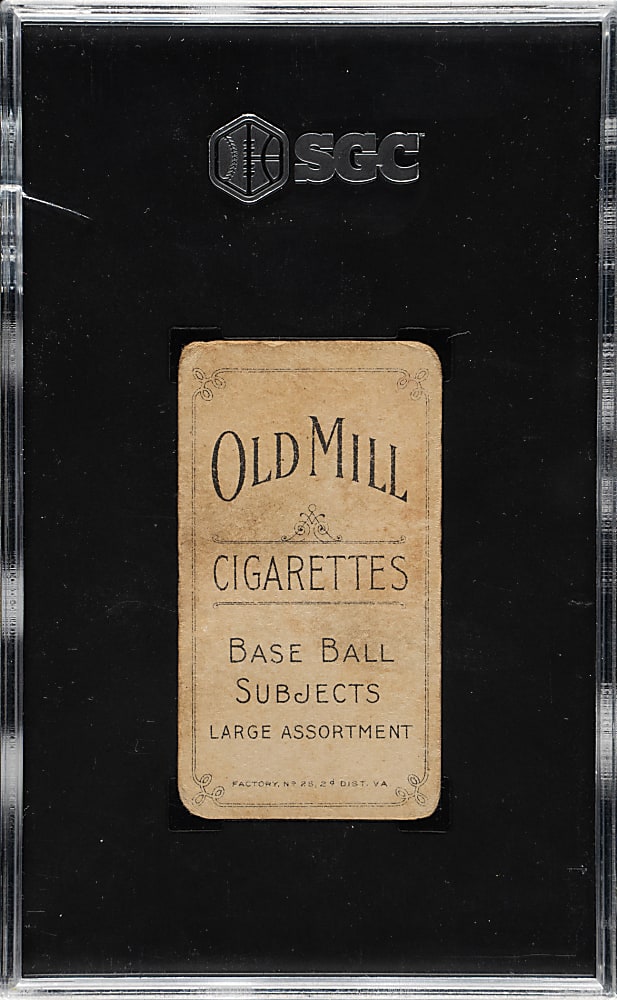 SGC
OLD MILL
CIGARETTES
BASE BALL
SUBJECTS
LARGE ASSORTMENT
FACTORY, Nº 25, 2d DIST. VA